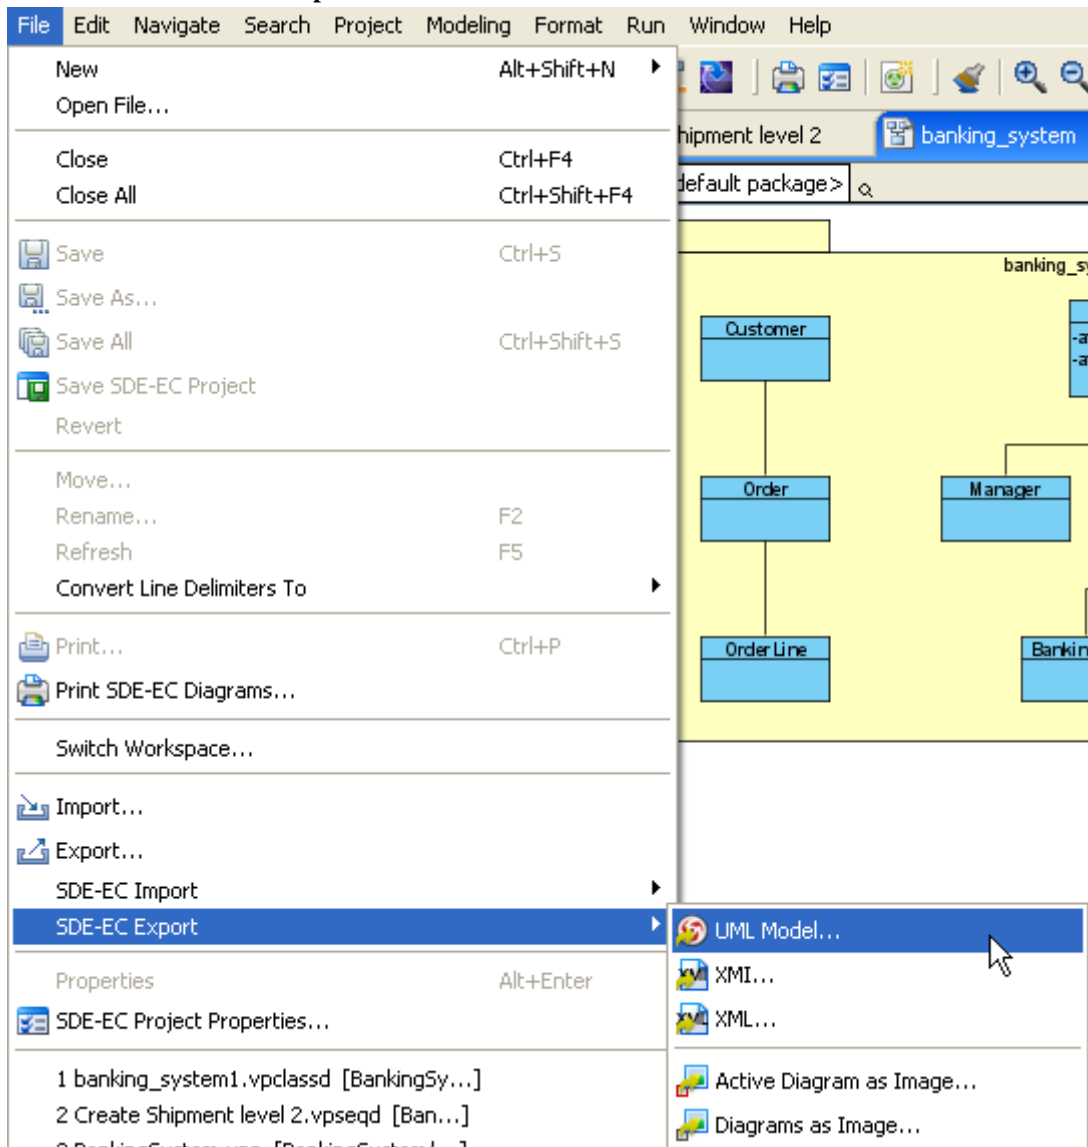 File Edit Navigate Search Project Modeling Format Run Window Help
New Alt+Shift+N
Open File...
Close Ctrl+F4
Close All Ctrl+Shift+F4
Save Ctrl+S
Save As...
Save All Ctrl+Shift+S
Save SDE-EC Project
Revert
Move...
Rename... F2
Refresh F5
Convert Line Delimiters To
Print... Ctrl+P
Print SDE-EC Diagrams...
Switch Workspace...
Import...
Export...
SDE-EC Import
SDE-EC Export
Properties Alt+Enter
SDE-EC Project Properties...
1 banking_system1.vpclassd [BankingSy...]
2 Create Shipment level 2.vpseqd [Ban...]
hipment level 2 banking_system
default package>
banking_sy
Customer
-a
-a
Order Manager
OrderLine Bankin
UML Model...
XMI...
XML...
Active Diagram as Image...
Diagrams as Image...